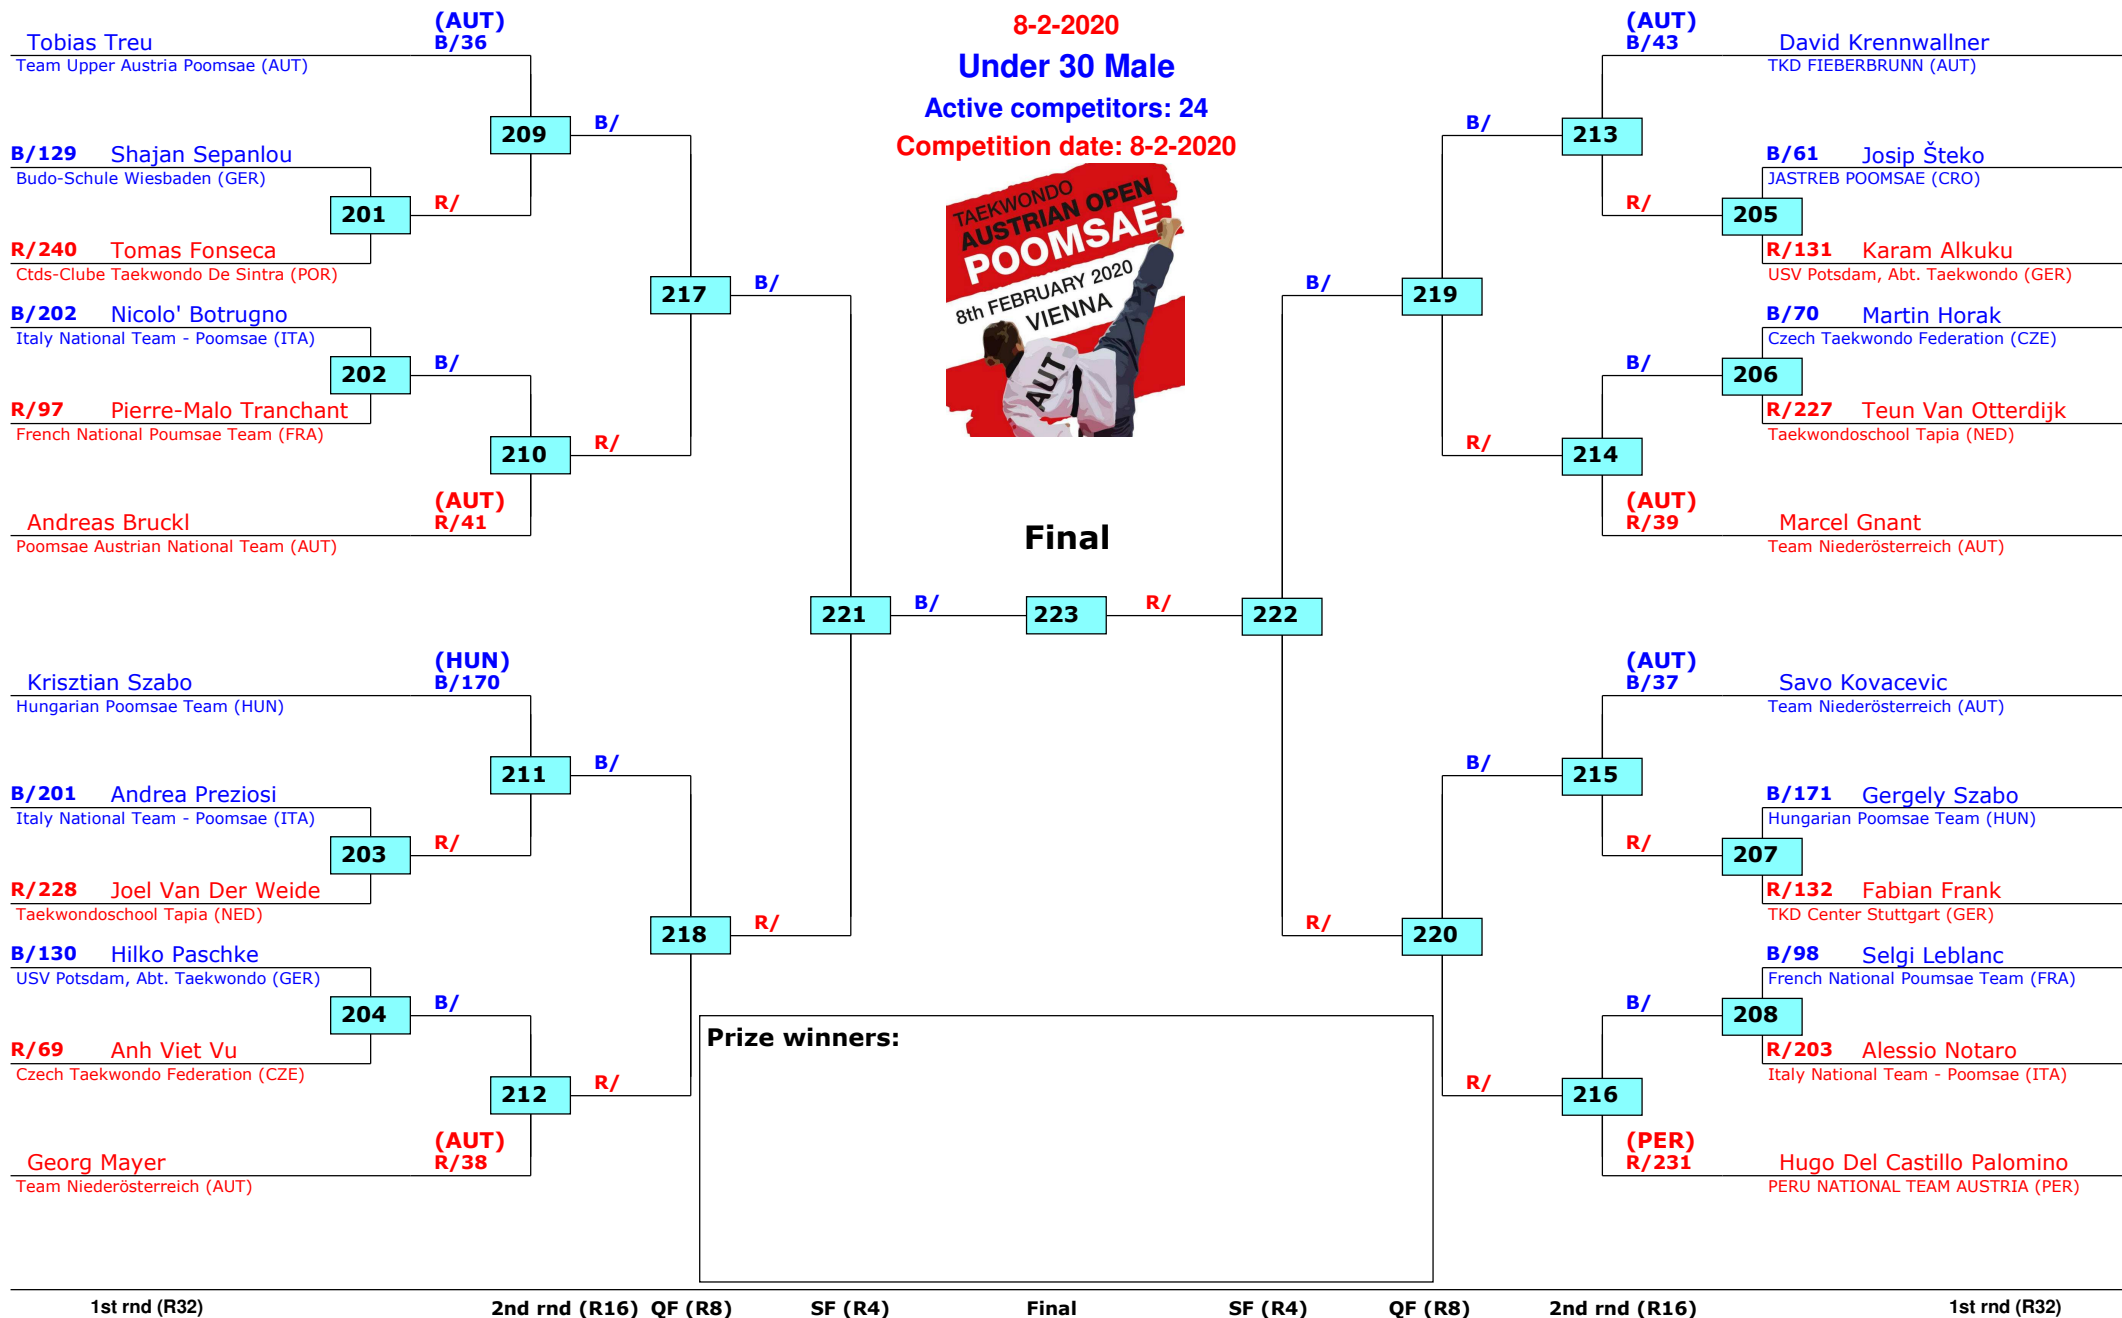 8-2-2020
Under 30 Male
Active competitors: 24
Competition date: 8-2-2020
TAEKWONDO
AUSTRIAN OPEN
POOMSAE
8th FEBRUARY 2020
VIENNA
AUT
(AUT)
Tobias Treu B/36
Team Upper Austria Poomsae (AUT)
209 B/
B/129 Shajan Sepanlou
Budo-Schule Wiesbaden (GER)
201 R/
R/240 Tomas Fonseca
Ctds-Clube Taekwondo De Sintra (POR)
217 B/
B/202 Nicolo' Botrugno
Italy National Team - Poomsae (ITA)
202 B/
R/97 Pierre-Malo Tranchant
French National Poumsae Team (FRA)
210 R/
(AUT)
Andreas Bruckl R/41
Poomsae Austrian National Team (AUT)
221 B/
(HUN)
Krisztian Szabo B/170
Hungarian Poomsae Team (HUN)
211 B/
B/201 Andrea Preziosi
Italy National Team - Poomsae (ITA)
203 R/
R/228 Joel Van Der Weide
Taekwondoschool Tapia (NED)
218 R/
B/130 Hilko Paschke
USV Potsdam, Abt. Taekwondo (GER)
204 B/
R/69 Anh Viet Vu
Czech Taekwondo Federation (CZE)
212 R/
(AUT)
Georg Mayer R/38
Team Niederösterreich (AUT)
Final
223
(AUT)
B/43 David Krennwallner
TKD FIEBERBRUNN (AUT)
B/ 213
B/61 Josip Šteko
JASTREB POOMSAE (CRO)
R/ 205
R/131 Karam Alkuku
USV Potsdam, Abt. Taekwondo (GER)
B/ 219
B/70 Martin Horak
Czech Taekwondo Federation (CZE)
B/ 206
R/227 Teun Van Otterdijk
Taekwondoschool Tapia (NED)
R/ 214
(AUT)
R/39 Marcel Gnant
Team Niederösterreich (AUT)
R/ 222
(AUT)
B/37 Savo Kovacevic
Team Niederösterreich (AUT)
B/ 215
B/171 Gergely Szabo
Hungarian Poomsae Team (HUN)
R/ 207
R/132 Fabian Frank
TKD Center Stuttgart (GER)
R/ 220
B/98 Selgi Leblanc
French National Poumsae Team (FRA)
B/ 208
R/203 Alessio Notaro
Italy National Team - Poomsae (ITA)
R/ 216
(PER)
R/231 Hugo Del Castillo Palomino
PERU NATIONAL TEAM AUSTRIA (PER)
Prize winners:
1st rnd (R32) 2nd rnd (R16) QF (R8) SF (R4) Final SF (R4) QF (R8) 2nd rnd (R16) 1st rnd (R32)